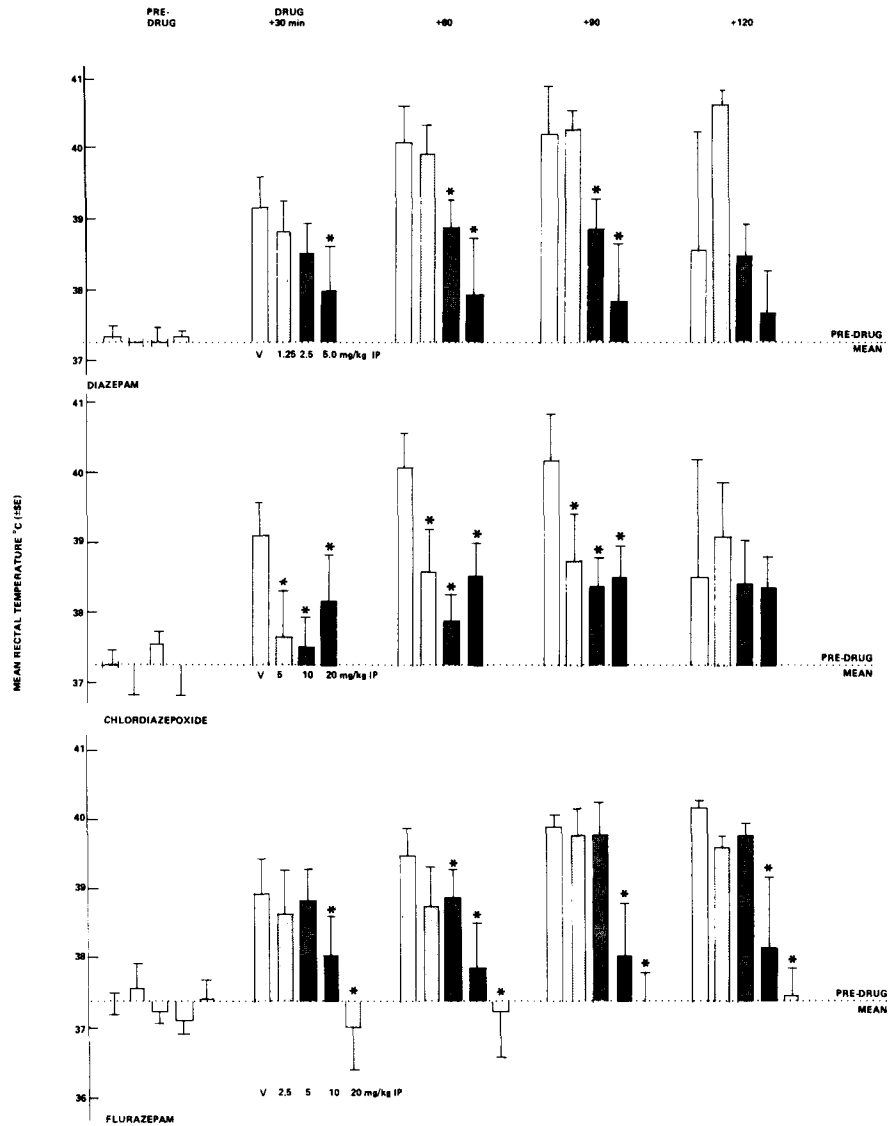 PRE-
DRUG
DRUG
+30 min
+60
+90
+120
MEAN RECTAL TEMPERATURE °C (±SE)
41
40
39
38
37
* * * * *
PRE-DRUG
MEAN
V 1.25 2.5 5.0 mg/kg IP
DIAZEPAM
41
40
39
38
37
* * * * * * * * *
PRE-DRUG
MEAN
V 5 10 20 mg/kg IP
CHLORDIAZEPOXIDE
41
40
39
38
37
36
* * * * * * * * *
PRE-DRUG
MEAN
V 2.5 5 10 20 mg/kg IP
FLURAZEPAM